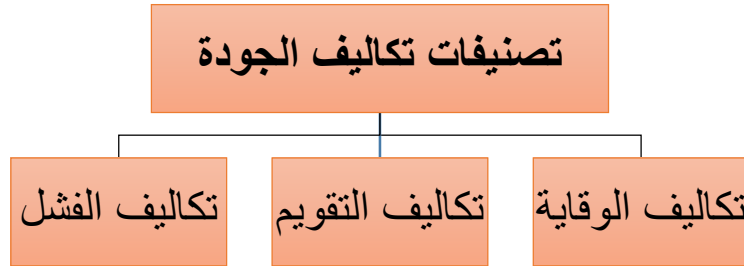 تصنيفات تكاليف الجودة
تكاليف الوقاية
تكاليف التقويم
تكاليف الفشل